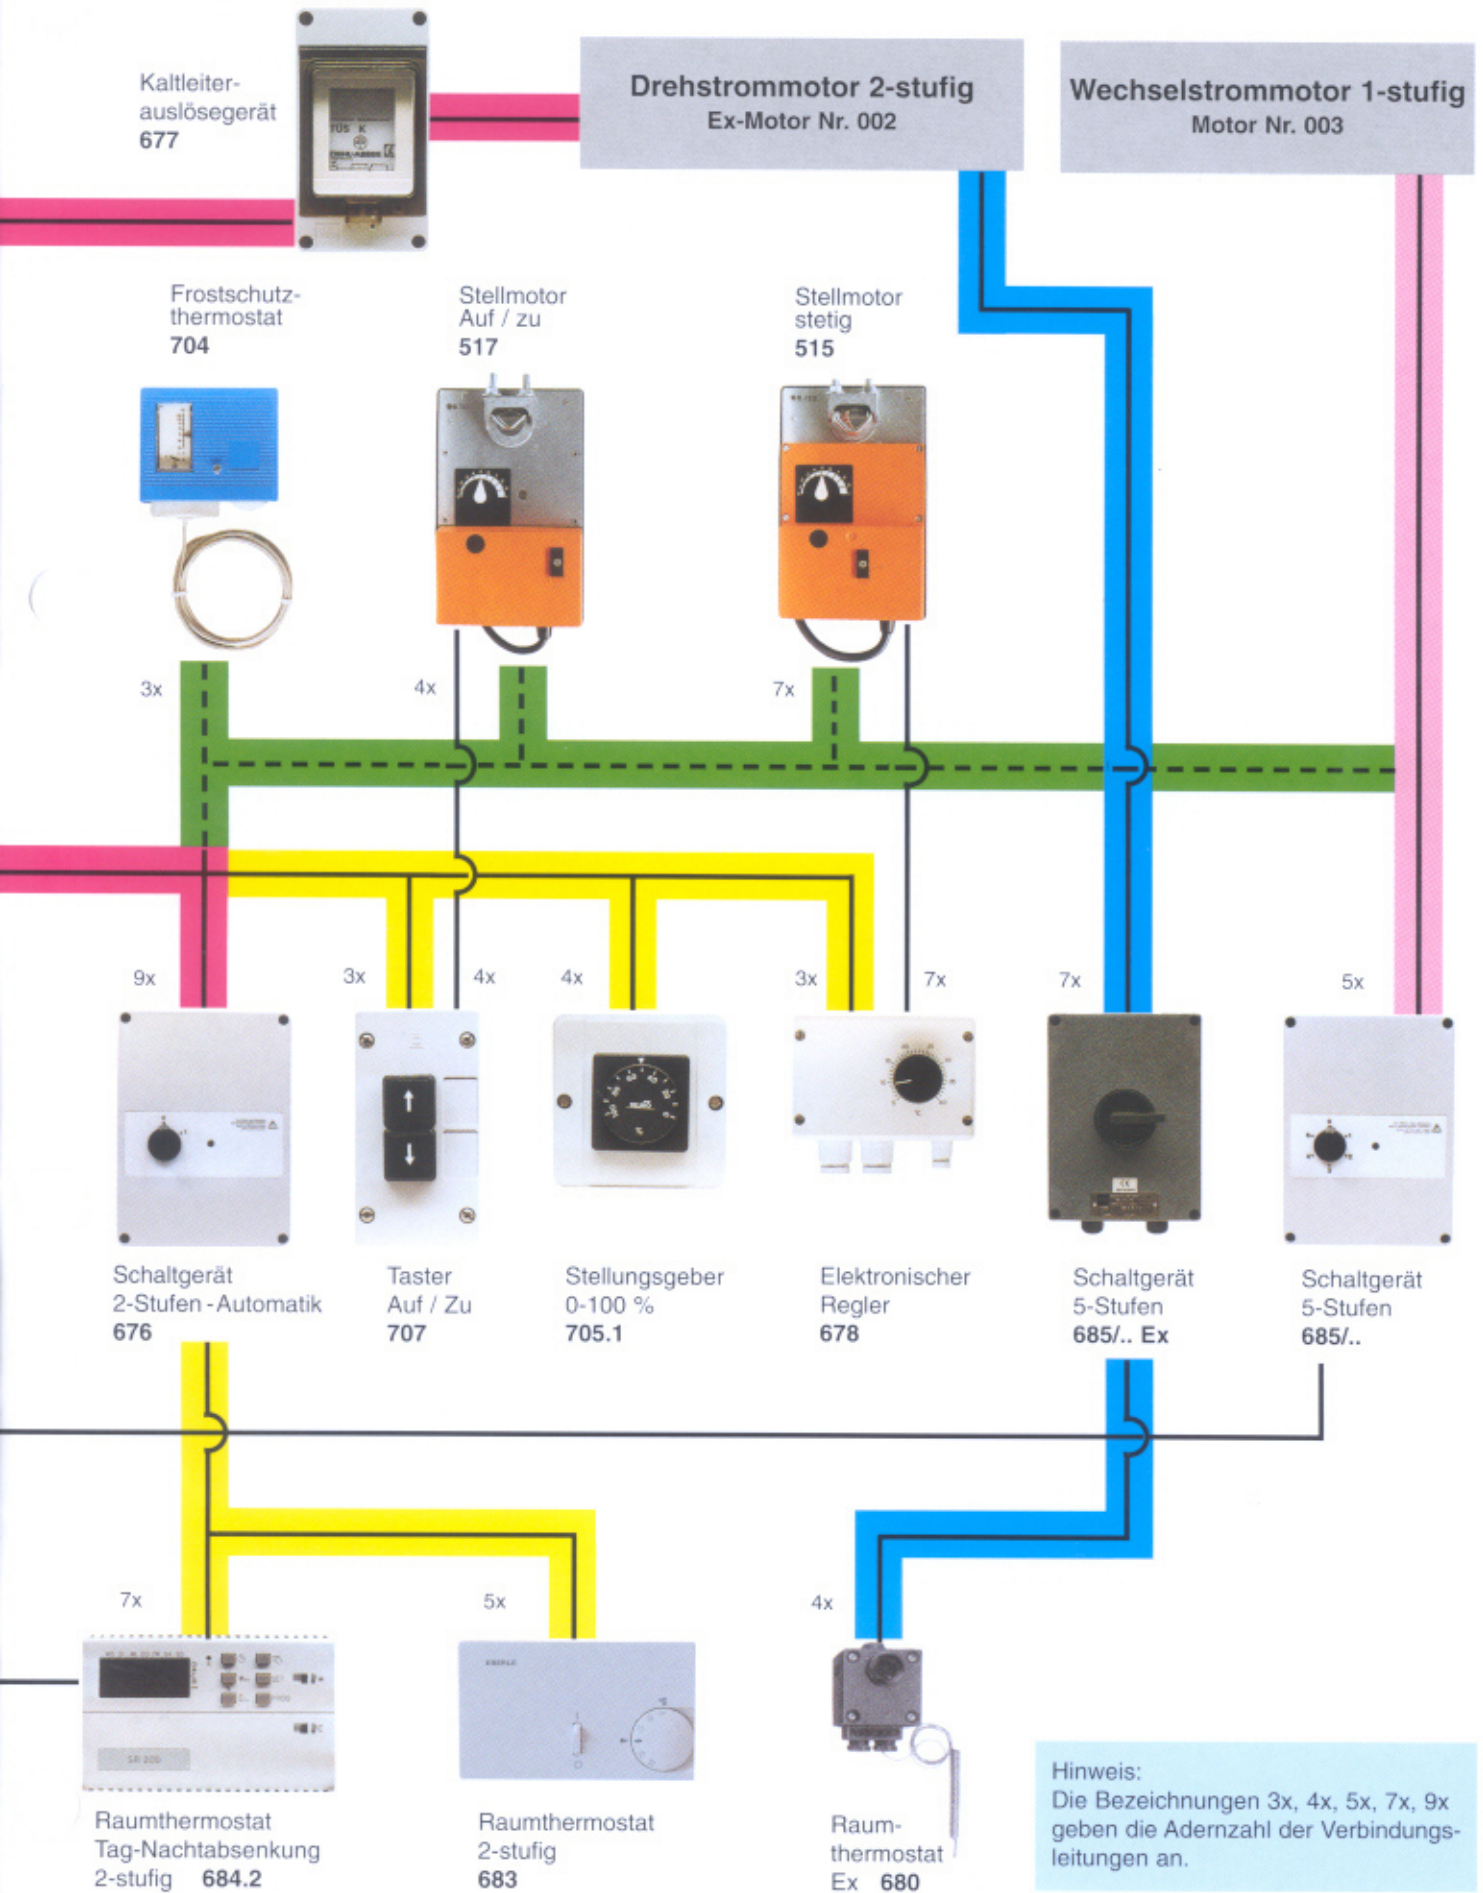 Kaltleiter-
auslösegerät
677
Drehstrommotor 2-stufig
Ex-Motor Nr. 002
Wechselstrommotor 1-stufig
Motor Nr. 003
Frostschutz-
thermostat
704
Stellmotor
Auf / zu
517
Stellmotor
stetig
515
3x
4x
7x
9x
3x
4x
4x
3x
7x
7x
5x
Schaltgerät
2-Stufen - Automatik
676
Taster
Auf / Zu
707
Stellungsgeber
0-100 %
705.1
Elektronischer
Regler
678
Schaltgerät
5-Stufen
685/.. Ex
Schaltgerät
5-Stufen
685/..
7x
5x
4x
EBERLE
SR 200
Raumthermostat
Tag-Nachtabsenkung
2-stufig 684.2
Raumthermostat
2-stufig
683
Raum-
thermostat
Ex 680
Hinweis:
Die Bezeichnungen 3x, 4x, 5x, 7x, 9x
geben die Adernzahl der Verbindungs-
leitungen an.